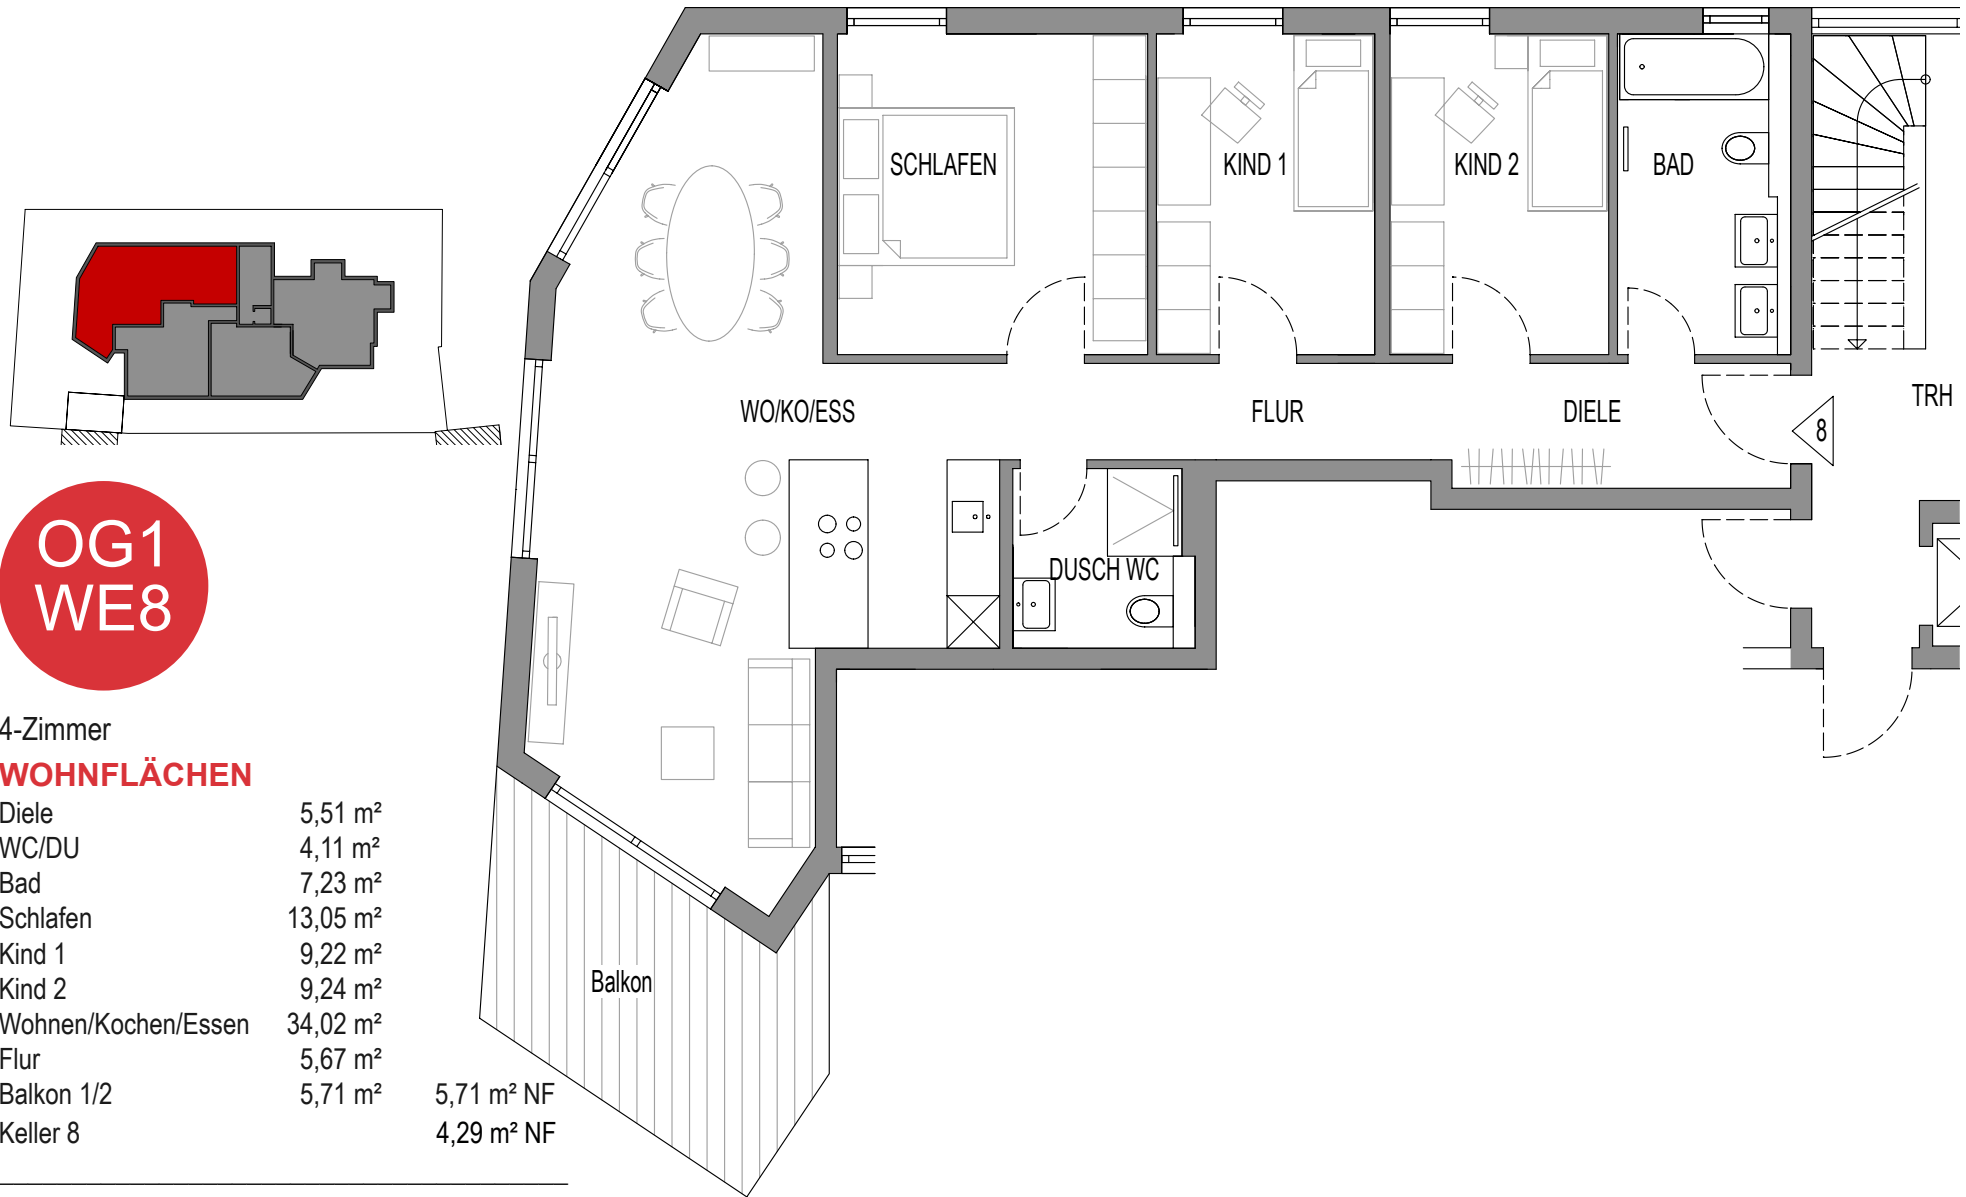 SCHLAFEN
KIND 1
KIND 2
BAD
WO/KO/ESS
FLUR
DIELE
TRH
8
DUSCH WC
Balkon
OG1
WE8
4-Zimmer
WOHNFLÄCHEN
Diele 5,51 m²
WC/DU 4,11 m²
Bad 7,23 m²
Schlafen 13,05 m²
Kind 1 9,22 m²
Kind 2 9,24 m²
Wohnen/Kochen/Essen 34,02 m²
Flur 5,67 m²
Balkon 1/2 5,71 m² 5,71 m² NF
Keller 8 4,29 m² NF